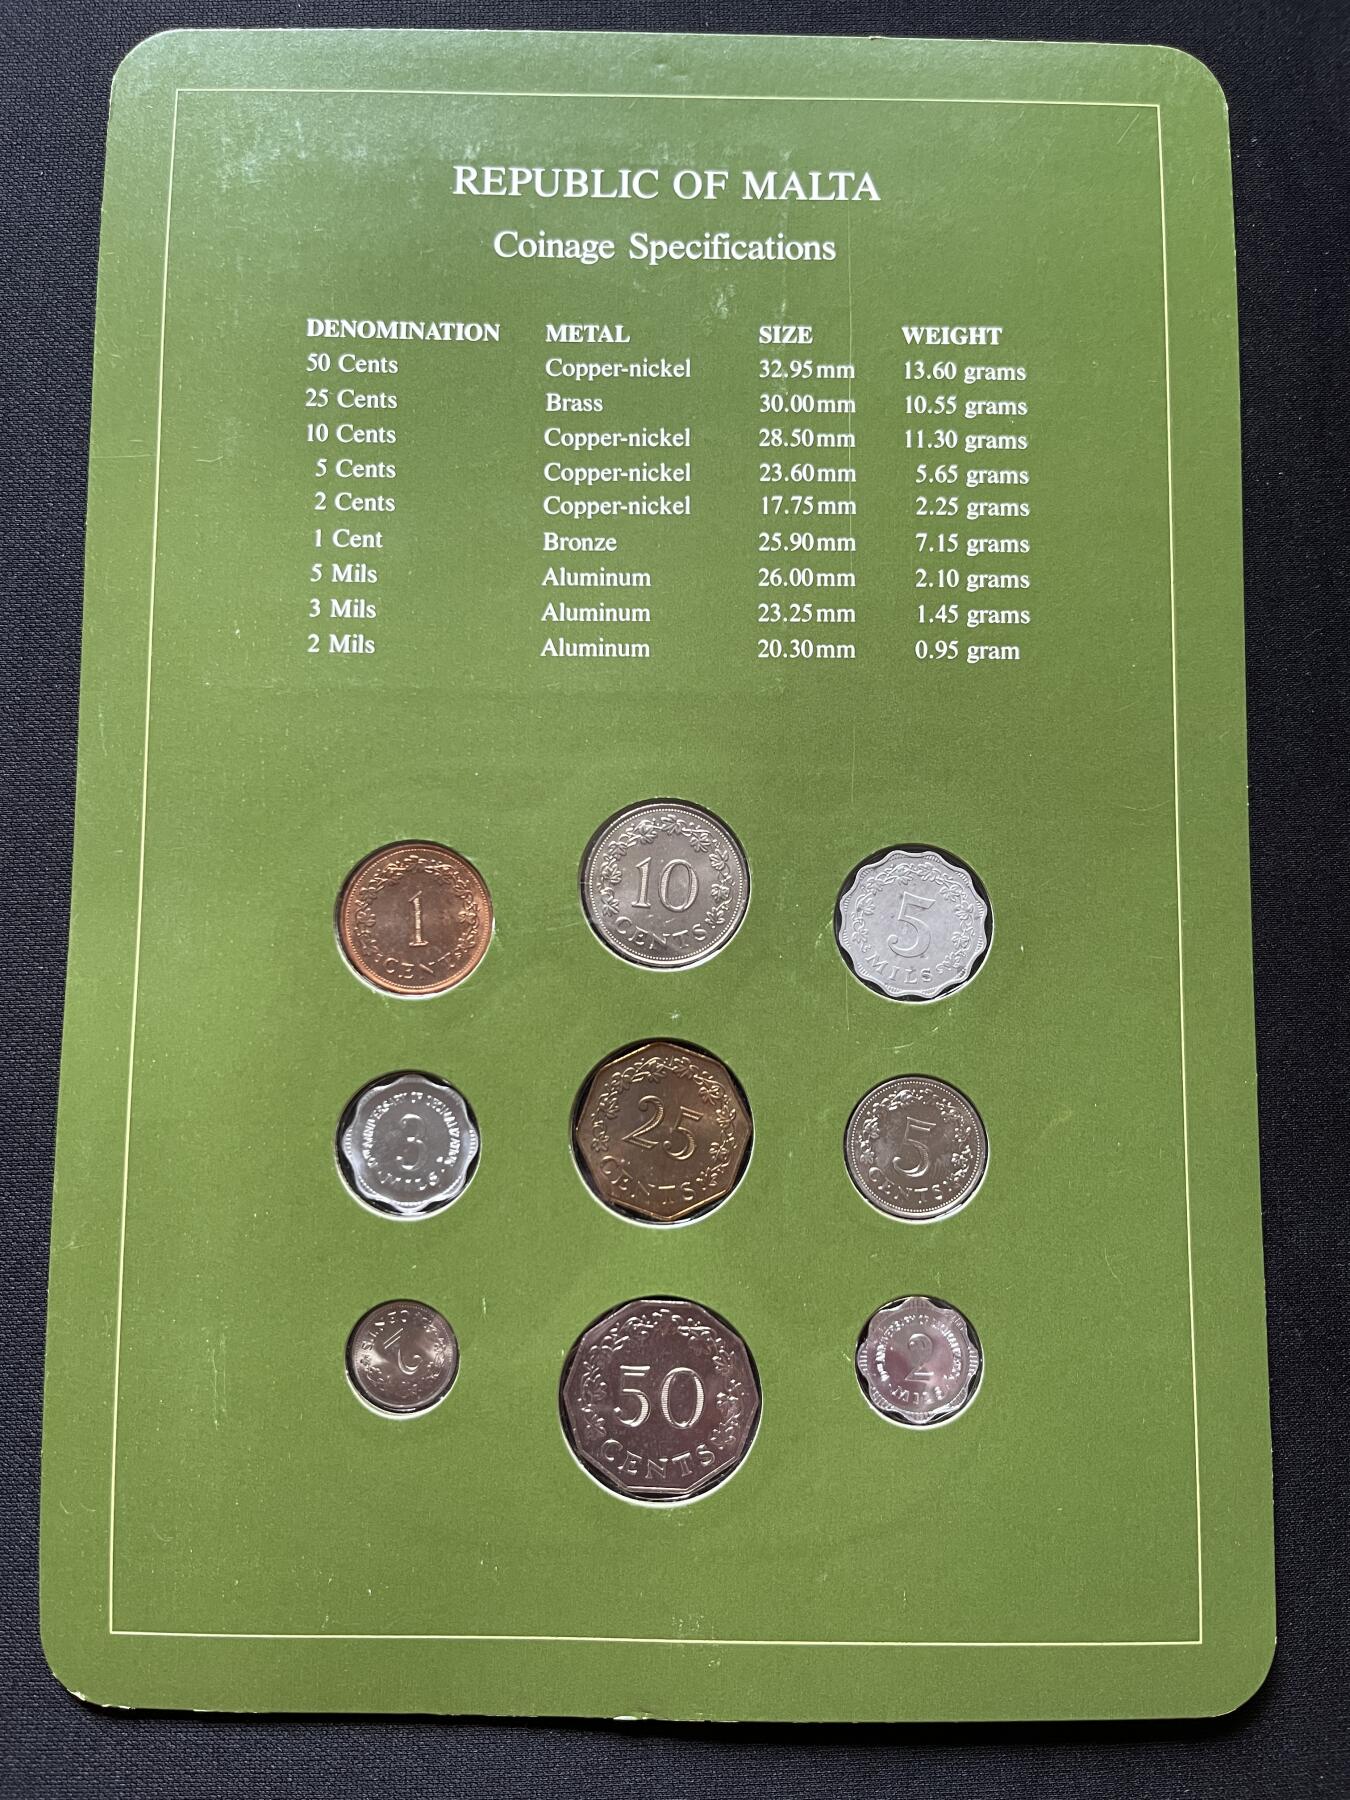 REPUBLIC OF MALTA
Coinage Specifications
DENOMINATION METAL SIZE WEIGHT
50 Cents Copper-nickel 32.95mm 13.60 grams
25 Cents Brass 30.00mm 10.55 grams
10 Cents Copper-nickel 28.50mm 11.30 grams
5 Cents Copper-nickel 23.60mm 5.65 grams
2 Cents Copper-nickel 17.75mm 2.25 grams
1 Cent Bronze 25.90mm 7.15 grams
5 Mils Aluminum 26.00mm 2.10 grams
3 Mils Aluminum 23.25mm 1.45 grams
2 Mils Aluminum 20.30mm 0.95 gram
1
CENT
10
CENTS
5
MILS
ANNIVERSARY OF
3
MILS
25
CENTS
5
CENTS
2
CENTS
50
CENTS
ANNIVERSARY OF
2
MILS